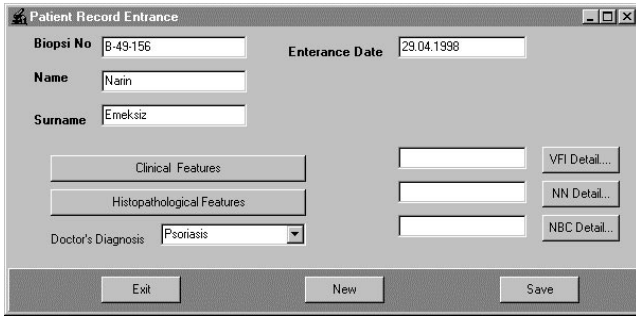 Patient Record Entrance
Biopsi No B-49-156 Enterance Date 29.04.1998
Name Narin
Surname Emeksiz
Clinical Features VFI Detail....
Histopathological Features NN Detail...
Doctor's Diagnosis Psoriasis NBC Detail...
Exit New Save